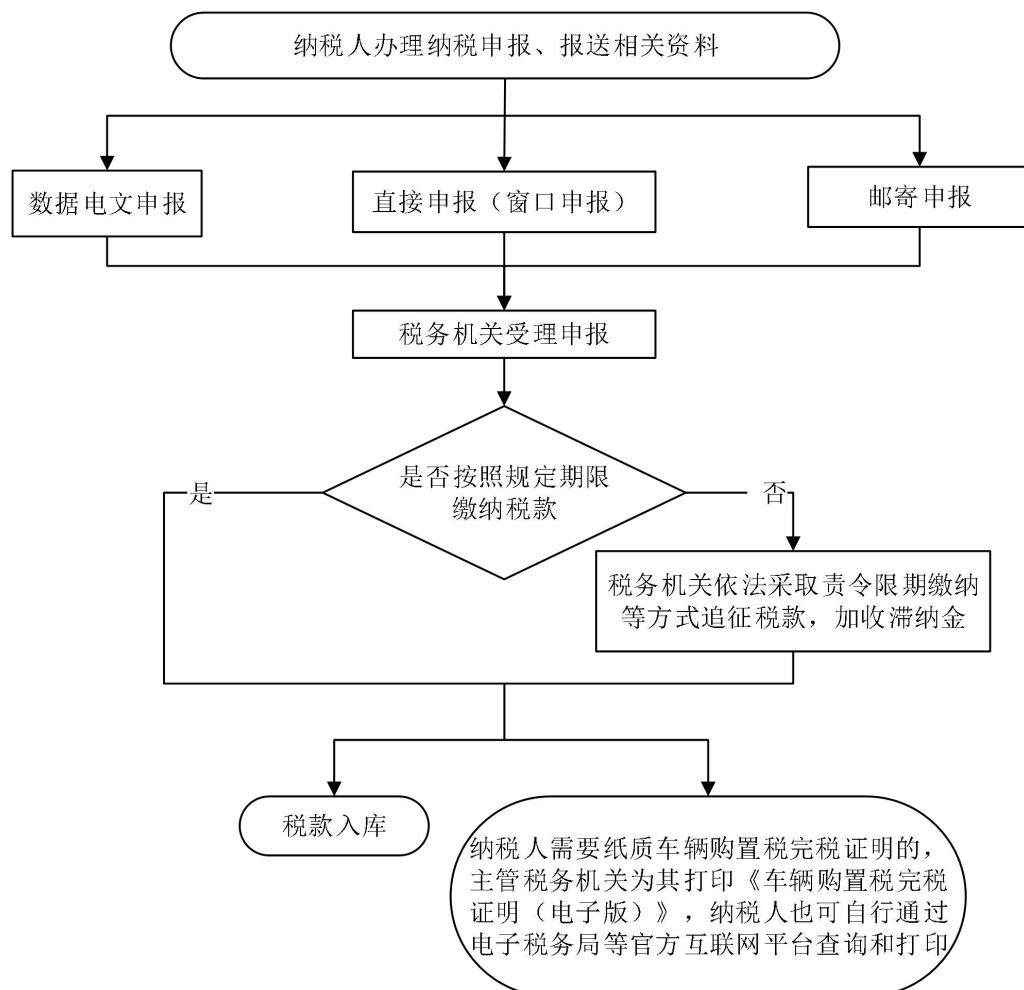 纳税人办理纳税申报、报送相关资料
数据电文申报
直接申报（窗口申报）
邮寄申报
税务机关受理申报
是否按照规定期限
缴纳税款
是
否
税务机关依法采取责令限期缴纳
等方式追征税款，加收滞纳金
税款入库
纳税人需要纸质车辆购置税完税证明的，
主管税务机关为其打印《车辆购置税完税
证明（电子版）》，纳税人也可自行通过
电子税务局等官方互联网平台查询和打印